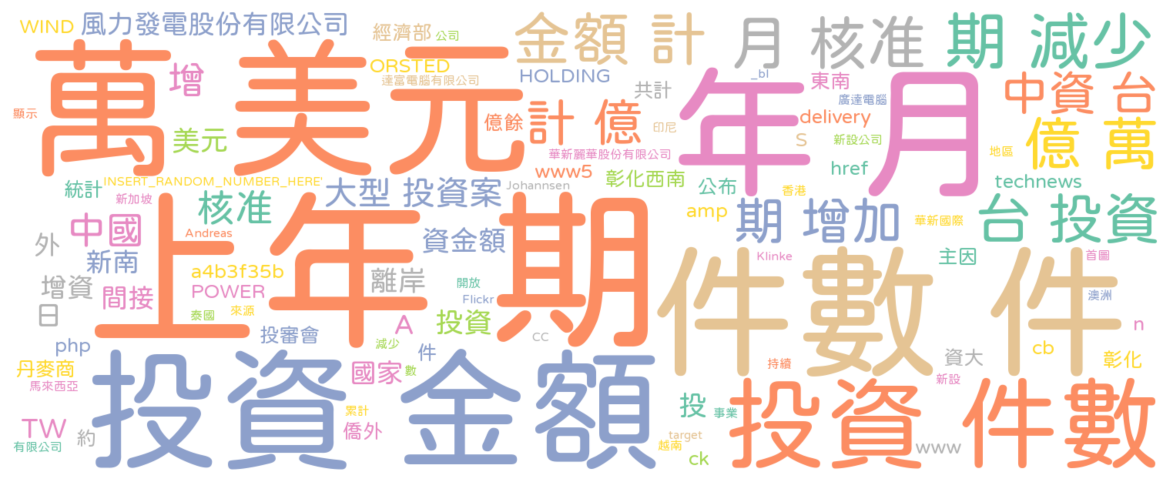 WIND 風力發電股份有限公司 經濟部 公司 金額 計 月 核准 期 減少
萬 美元 增 ORSTED 達富電腦有限公司 HOLDING _bl 共計 年 月 東南 廣達電腦 中資 台
顯示 美元 億餘 計 億 印尼 delivery S 新設公司 億 萬
華新麗華股份有限公司 地區
INSERT_RANDOM_NUMBER_HERE' 大型 投資案 Johannsen www5 彰化西南 公布 香港 href technews
統計 新加坡 核准 上年 期 amp 期 增加 華新國際 台 投資
外 中國 Andreas 資金額 件數 件 Klinke 主因 首圖
新南 a4b3f35b 離岸 開放
增資 間接 POWER 來源 Flickr 澳洲
日 泰國 投審會 A 投資 cc n
php 減少 件 cb
丹麥商 投資 金額 國家 數 持續 資大 彰化
馬來西亞 新設
TW 約 累計 僑外 投 事業 投資 件數
有限公司 越南 target ck www